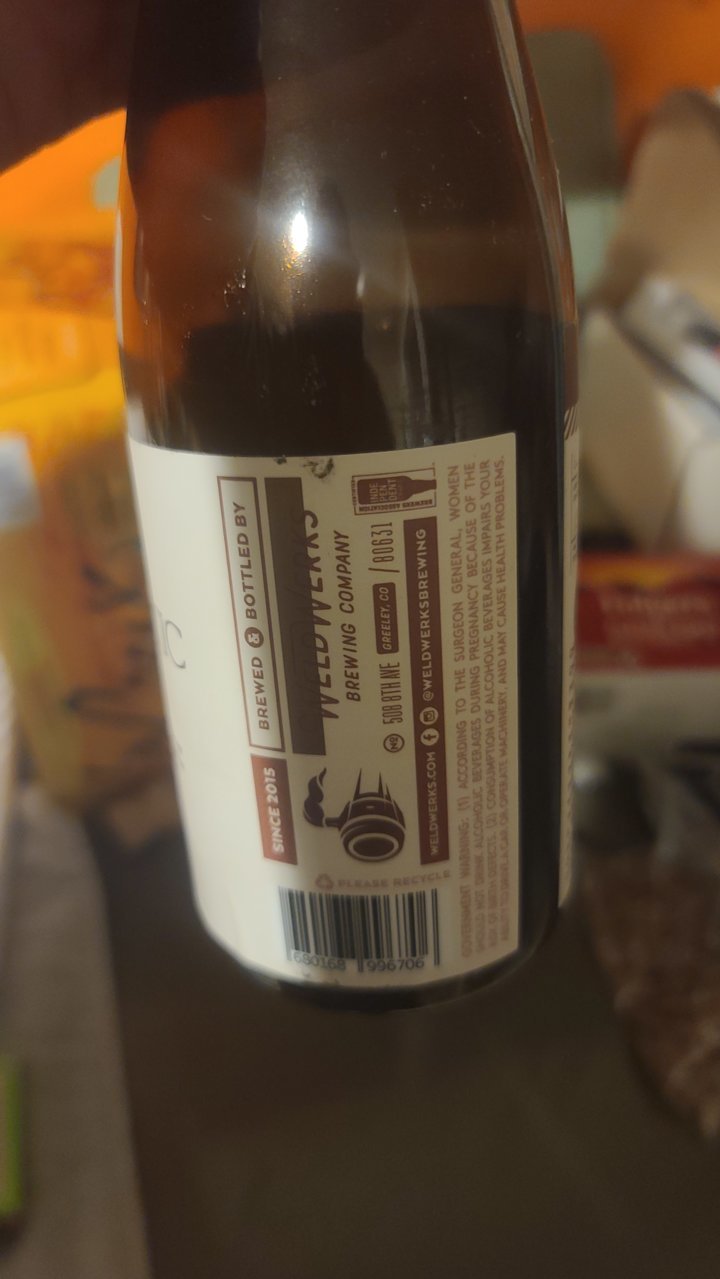 BREWED & BOTTLED BY
SINCE 2015
WELDWERKS
BREWING COMPANY
NO 508 8TH AVE GREELEY, CO / 80631
INDE
PEN
DENT
BREWERS ASSOCIATION
WELDWERKS.COM @WELDWERKSBREWING
GOVERNMENT WARNING: (1) ACCORDING TO THE SURGEON GENERAL, WOMEN
SHOULD NOT DRINK ALCOHOLIC BEVERAGES DURING PREGNANCY BECAUSE OF THE
RISK OF BIRTH DEFECTS. (2) CONSUMPTION OF ALCOHOLIC BEVERAGES IMPAIRS YOUR
ABILITY TO DRIVE A CAR OR OPERATE MACHINERY, AND MAY CAUSE HEALTH PROBLEMS.
PLEASE RECYCLE
680168 996706
IC